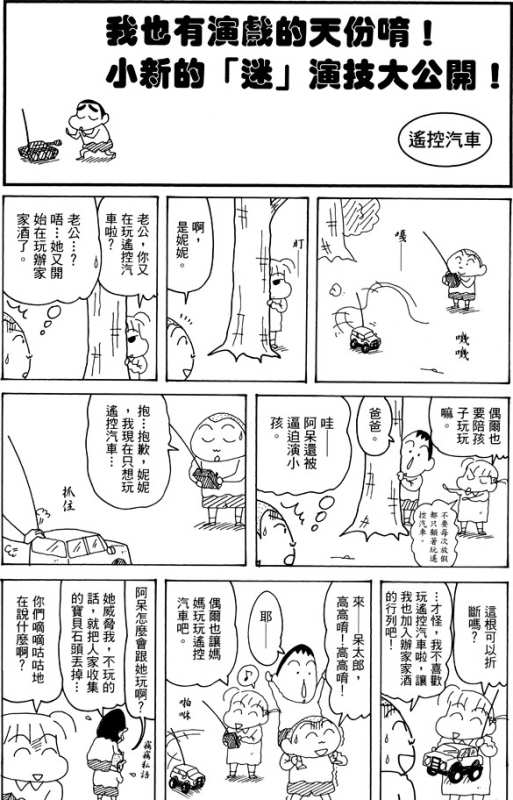 我也有演戲的天份唷！
小新的「迷」演技大公開！
遙控汽車
嘎
嘰嘰
盯
啊，
是妮妮。
老公，你又
在玩遙控汽
車啦？
老公…？
唔…她又開
始在玩辦家
家酒了。
偶爾也
要陪孩
子玩玩
嘛。
不要每次放假
都只顧著玩遙
控汽車。
爸爸。
哇——
阿呆還被
逼迫演小
孩。
抱…抱歉，妮妮
，我現在只想玩
遙控汽車…
抓住
這根可以折
斷嗎？
…才怪，我不喜歡
玩遙控汽車啦，讓
我也加入辦家家酒
的行列吧！
來，呆太郎，
高高唷！高高唷！
耶——
偶爾也讓媽
媽玩玩遙控
汽車吧。
啪咻
阿呆怎麼會跟她玩啊？
她威脅我，不玩的
話，就把人家收集
的寶貝石頭丟掉…
竊竊私語
你們嘀嘀咕咕地
在說什麼啊？